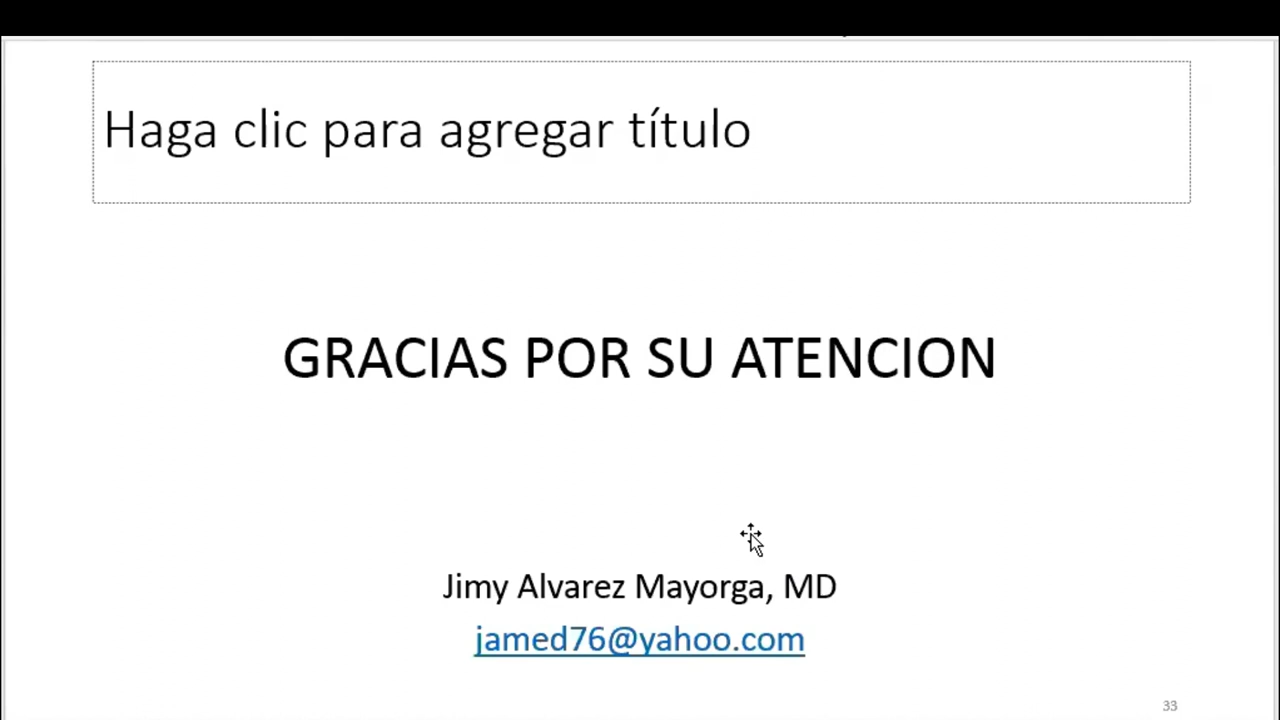 Haga clic para agregar título
GRACIAS POR SU ATENCION
Jimy Alvarez Mayorga, MD
jamed76@yahoo.com
33